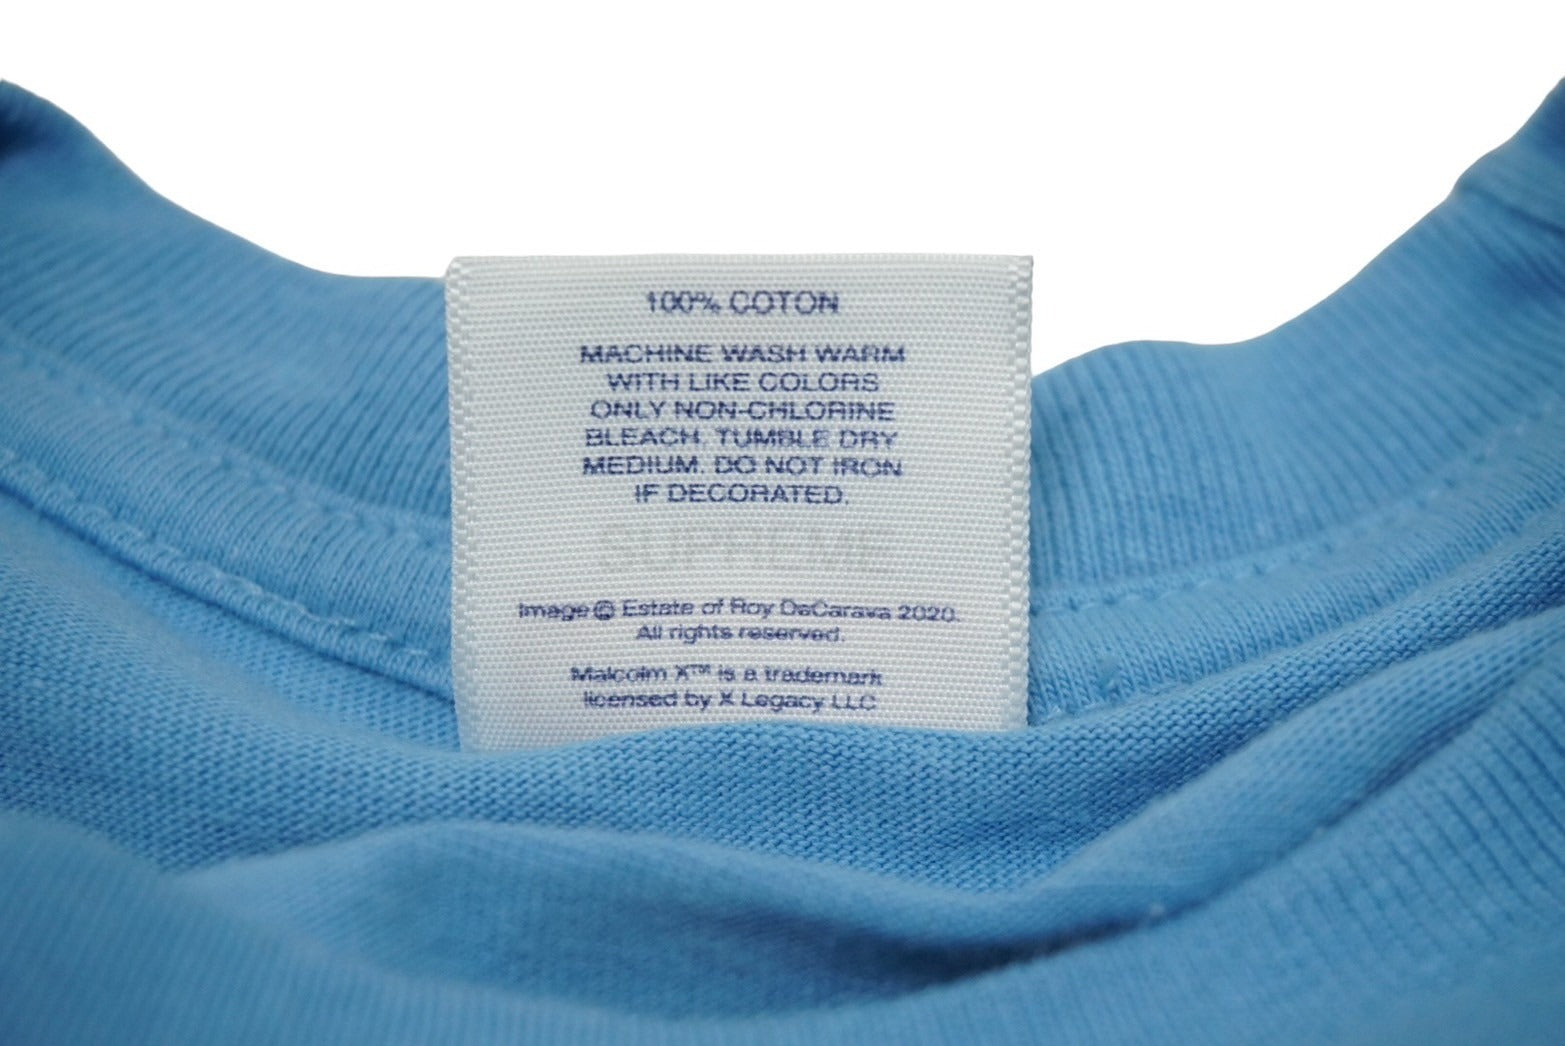 100% COTON
MACHINE WASH WARM
WITH LIKE COLORS
ONLY NON-CHLORINE
BLEACH. TUMBLE DRY
MEDIUM. DO NOT IRON
IF DECORATED.
SUPREME
Image © Estate of Roy DeCarava 2020.
All rights reserved.
Malcolm X™ is a trademark
licensed by X Legacy LLC